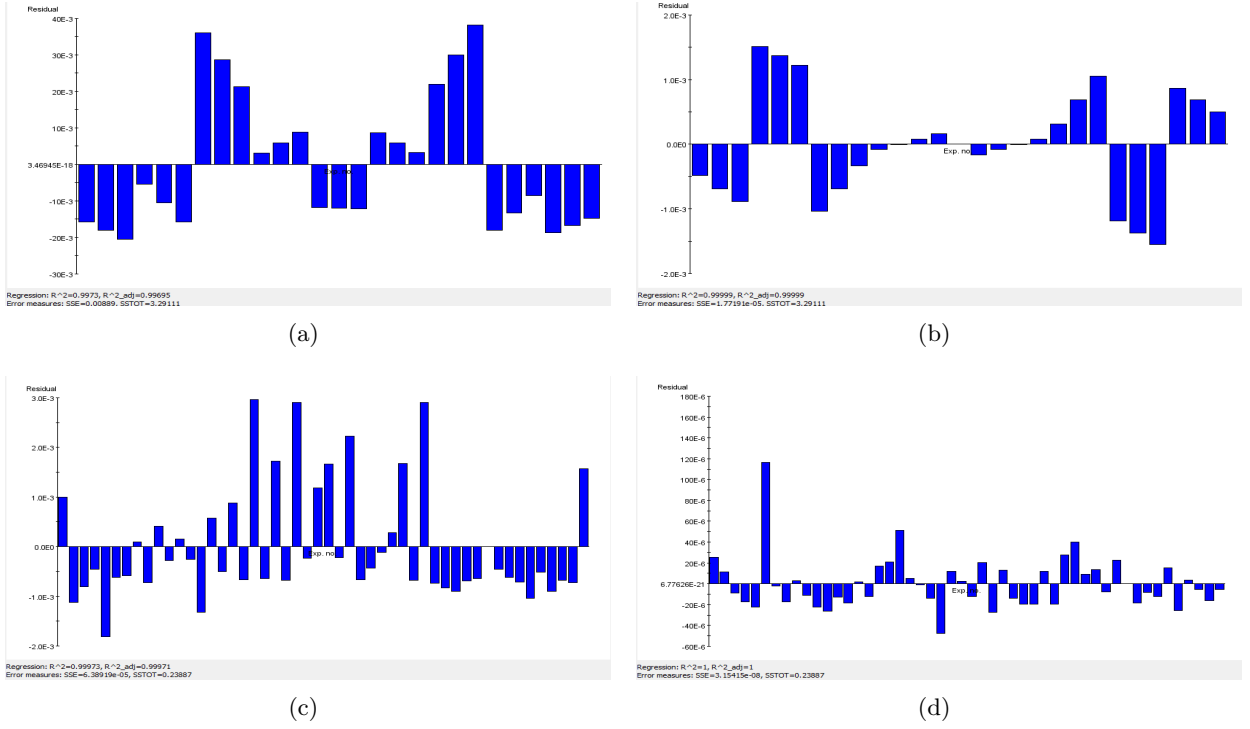 Residual
40E-3
30E-3
20E-3
10E-3
3.46945E-18
Exp. no.
-10E-3
-20E-3
-30E-3
Regression: R^2=0.9973, R^2_adj=0.99695
Error measures: SSE=0.00889, SSTOT=3.29111
(a)
Residual
2.0E-3
1.0E-3
0.0E0
Exp. no.
-1.0E-3
-2.0E-3
Regression: R^2=0.99999, R^2_adj=0.99999
Error measures: SSE=1.77191e-05, SSTOT=3.29111
(b)
Residual
3.0E-3
2.0E-3
1.0E-3
0.0E0
Exp. no.
-1.0E-3
-2.0E-3
Regression: R^2=0.99973, R^2_adj=0.99971
Error measures: SSE=6.38919e-05, SSTOT=0.23887
(c)
Residual
180E-6
160E-6
140E-6
120E-6
100E-6
80E-6
60E-6
40E-6
20E-6
6.77626E-21
Exp. no.
-20E-6
-40E-6
-60E-6
Regression: R^2=1, R^2_adj=1
Error measures: SSE=3.15415e-08, SSTOT=0.23887
(d)